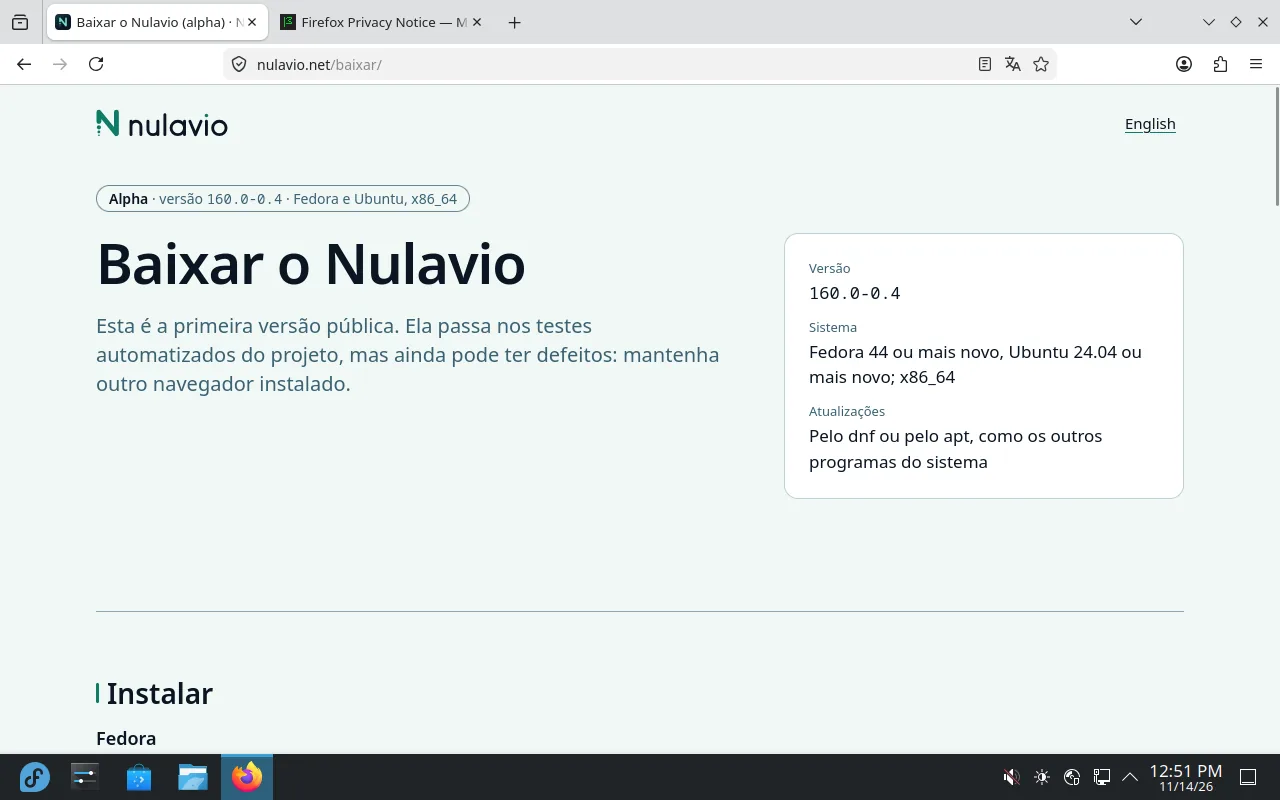 Baixar o Nulavio (alpha) ·
Firefox Privacy Notice — M
nulavio.net/baixar/
nulavio
English
Alpha · versão 160.0-0.4 · Fedora e Ubuntu, x86_64
Baixar o Nulavio
Esta é a primeira versão pública. Ela passa nos testes
automatizados do projeto, mas ainda pode ter defeitos: mantenha
outro navegador instalado.
Versão
160.0-0.4
Sistema
Fedora 44 ou mais novo, Ubuntu 24.04 ou
mais novo; x86_64
Atualizações
Pelo dnf ou pelo apt, como os outros
programas do sistema
Instalar
Fedora
12:51 PM
11/14/26